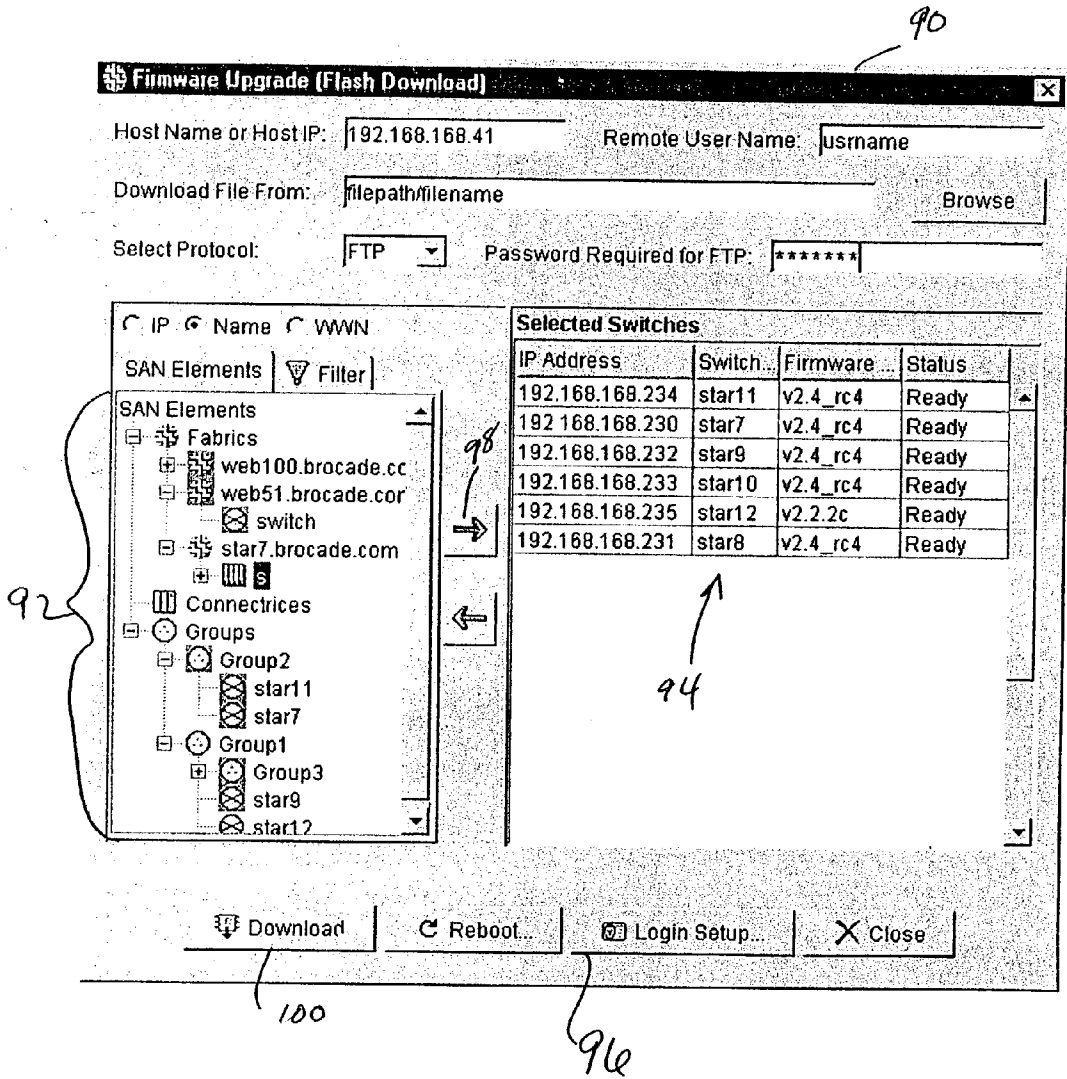 90
Firmware Upgrade (Flash Download)
Host Name or Host IP: 192.168.168.41 Remote User Name: usrname
Download File From: filepath/filename Browse
Select Protocol: FTP Password Required for FTP: *******
IP Name WWN
SAN Elements Filter
SAN Elements
Fabrics
web100.brocade.cc
web51.brocade.cor
switch
star7.brocade.com
s
Connectrices
Groups
Group2
star11
star7
Group1
Group3
star9
star12
92
98
Selected Switches
IP Address Switch... Firmware ... Status
192.168.168.234 star11 v2.4_rc4 Ready
192.168.168.230 star7 v2.4_rc4 Ready
192.168.168.232 star9 v2.4_rc4 Ready
192.168.168.233 star10 v2.4_rc4 Ready
192.168.168.235 star12 v2.2.2c Ready
192.168.168.231 star8 v2.4_rc4 Ready
94
Download Reboot... Login Setup... Close
100
96